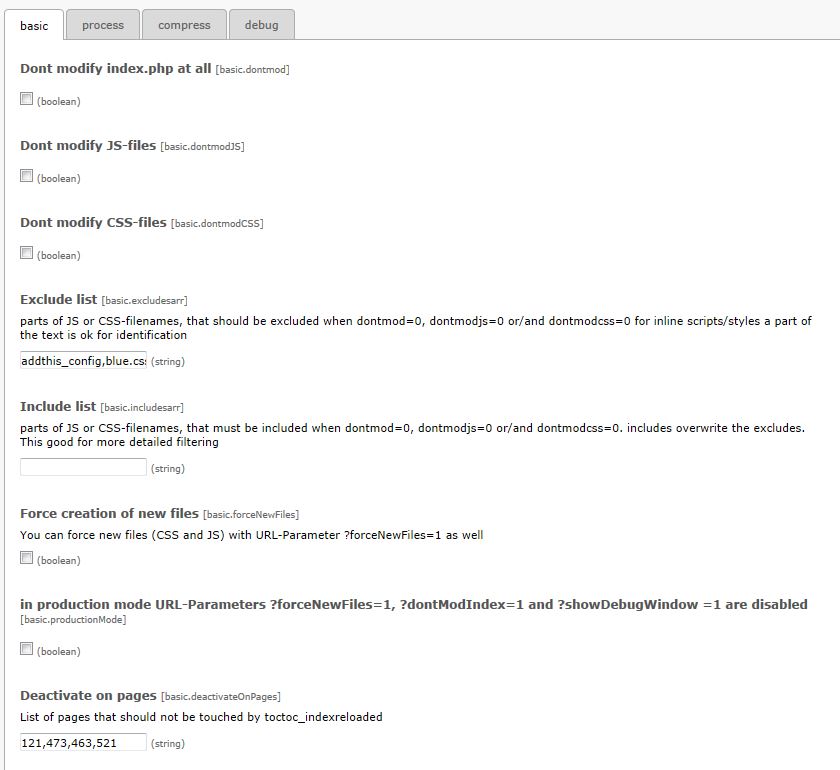 basic process compress debug
Dont modify index.php at all [basic.dontmod]
(boolean)
Dont modify JS-files [basic.dontmodJS]
(boolean)
Dont modify CSS-files [basic.dontmodCSS]
(boolean)
Exclude list [basic.excludesarr]
parts of JS or CSS-filenames, that should be excluded when dontmod=0, dontmodjs=0 or/and dontmodcss=0 for inline scripts/styles a part of
the text is ok for identification
addthis_config,blue.cs (string)
Include list [basic.includesarr]
parts of JS or CSS-filenames, that must be included when dontmod=0, dontmodjs=0 or/and dontmodcss=0. includes overwrite the excludes.
This good for more detailed filtering
(string)
Force creation of new files [basic.forceNewFiles]
You can force new files (CSS and JS) with URL-Parameter ?forceNewFiles=1 as well
(boolean)
in production mode URL-Parameters ?forceNewFiles=1, ?dontModIndex=1 and ?showDebugWindow =1 are disabled
[basic.productionMode]
(boolean)
Deactivate on pages [basic.deactivateOnPages]
List of pages that should not be touched by toctoc_indexreloaded
121,473,463,521 (string)